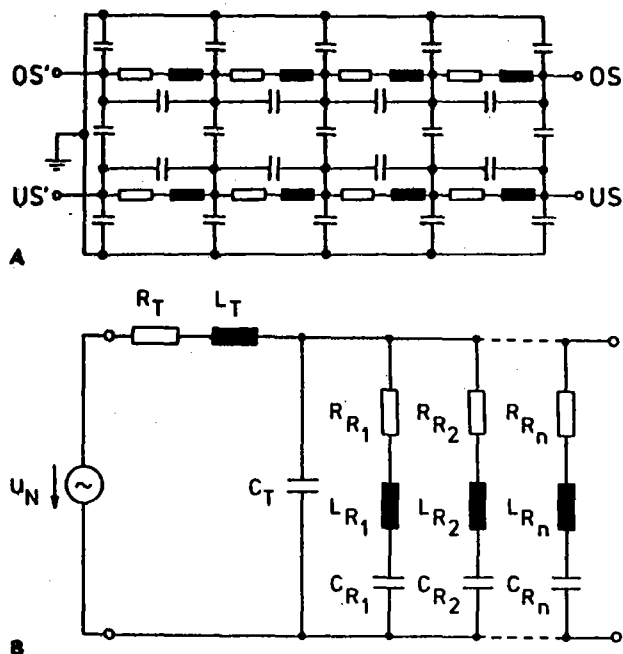 OS' OS
US' US
A
R_T L_T
R_R1 R_R2 R_Rn
U_N ~ C_T L_R1 L_R2 L_Rn
C_R1 C_R2 C_Rn
B